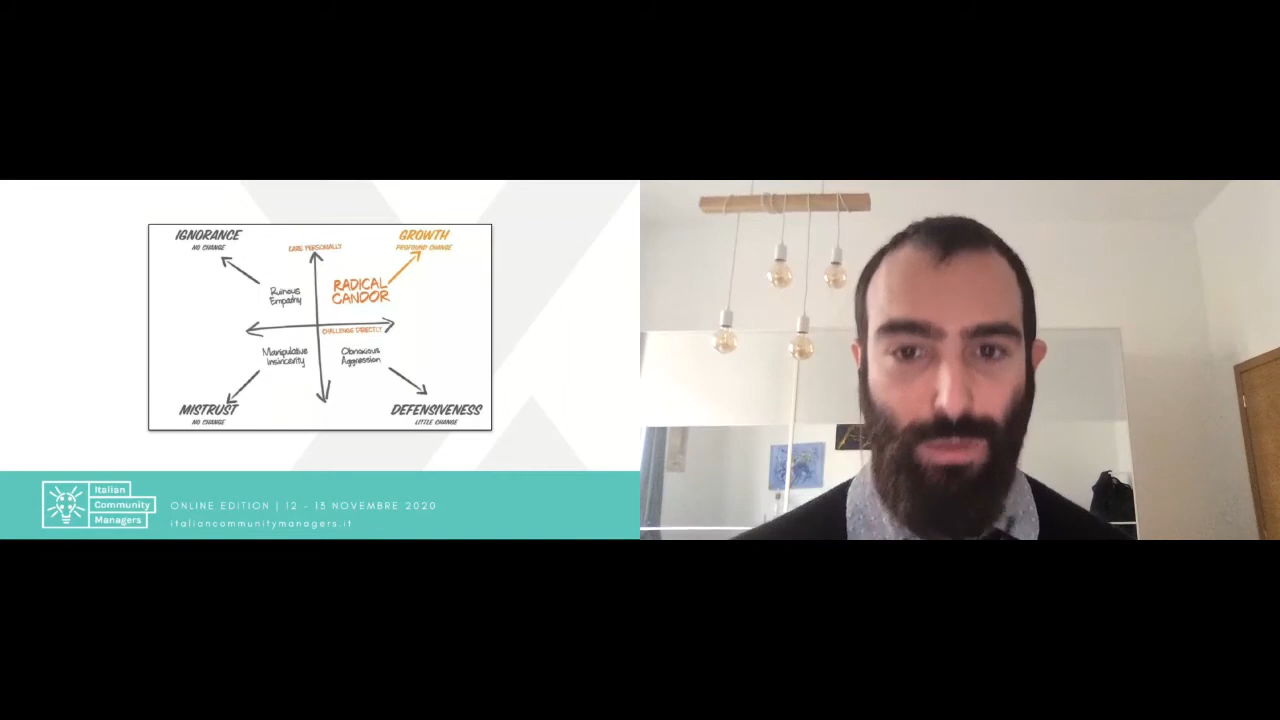 IGNORANCE
NO CHANGE
CARE PERSONALLY
GROWTH
PROFOUND CHANGE
Ruinous
Empathy
RADICAL
CANDOR
CHALLENGE DIRECTLY
Manipulative
Insincerity
Obnoxious
Aggression
MISTRUST
NO CHANGE
DEFENSIVENESS
LITTLE CHANGE
Italian
Community
Managers
ONLINE EDITION | 12 - 13 NOVEMBRE 2020
italiancommunitymanagers.it